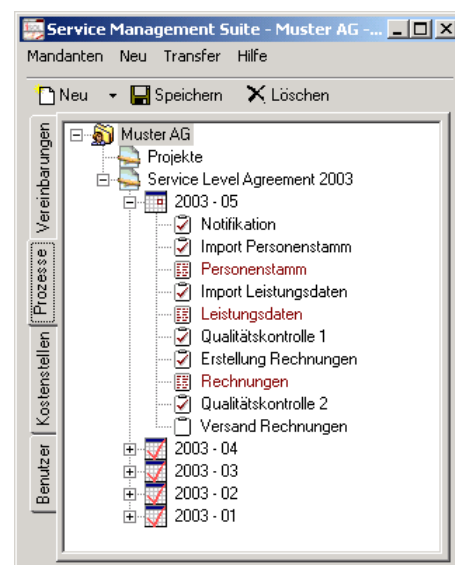 Service Management Suite - Muster AG -...
Mandanten Neu Transfer Hilfe
Neu Speichern Löschen
Vereinbarungen
Prozesse
Kostenstellen
Benutzer
Muster AG
Projekte
Service Level Agreement 2003
2003 - 05
Notifikation
Import Personenstamm
Personenstamm
Import Leistungsdaten
Leistungsdaten
Qualitätskontrolle 1
Erstellung Rechnungen
Rechnungen
Qualitätskontrolle 2
Versand Rechnungen
2003 - 04
2003 - 03
2003 - 02
2003 - 01